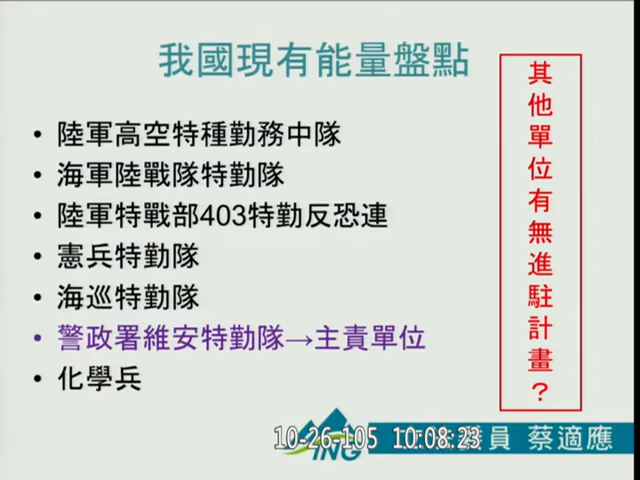 我國現有能量盤點
• 陸軍高空特種勤務中隊
• 海軍陸戰隊特勤隊
• 陸軍特戰部403特勤反恐連
• 憲兵特勤隊
• 海巡特勤隊
• 警政署維安特勤隊→主責單位
• 化學兵
其他單位有無進駐計畫？
10-26-105 10:08:23
ING
員 蔡適應